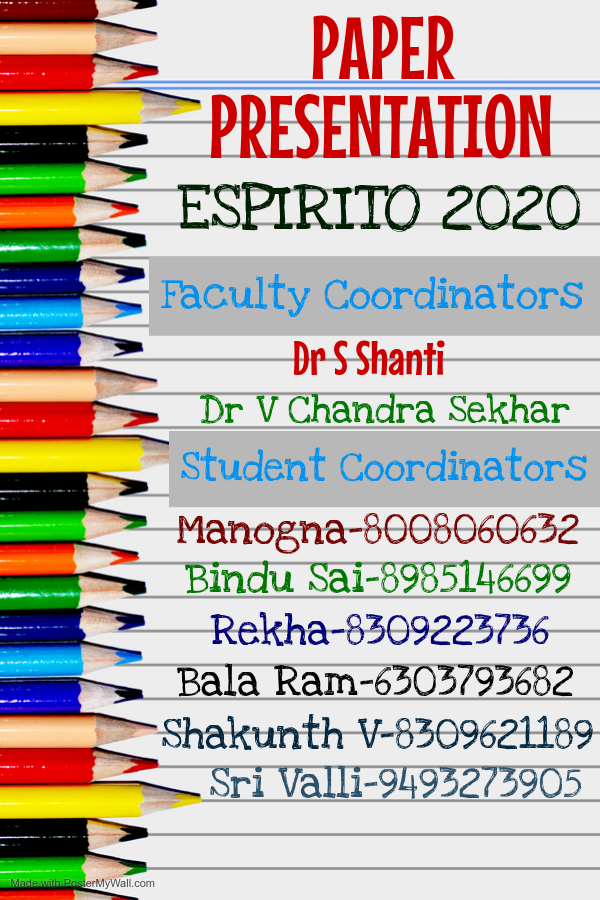 PAPER
PRESENTATION
ESPIRITO 2020
Faculty Coordinators
Dr S Shanti
Dr V Chandra Sekhar
Student Coordinators
Manogna-8008060632
Bindu Sai-8985146699
Rekha-8309223736
Bala Ram-6303793682
Shakunth V-8309621189
Sri Valli-9493273905
Made with PosterMyWall.com